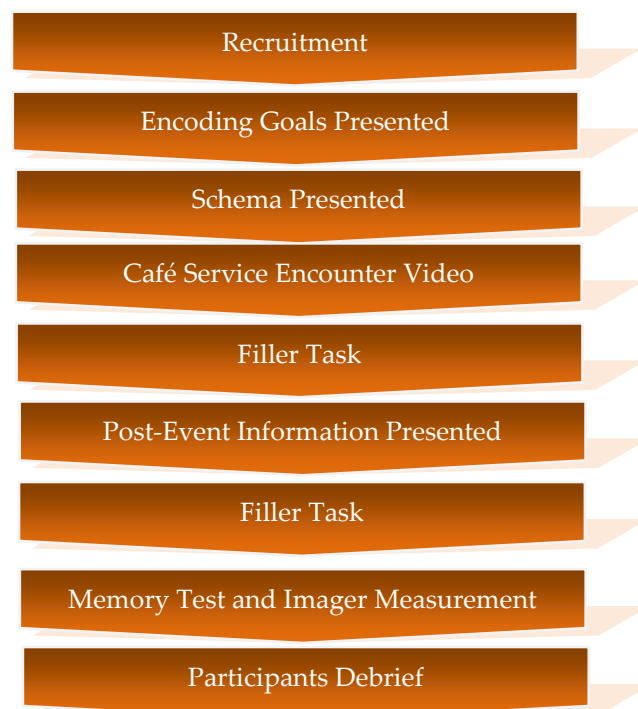 Recruitment
Encoding Goals Presented
Schema Presented
Café Service Encounter Video
Filler Task
Post-Event Information Presented
Filler Task
Memory Test and Imager Measurement
Participants Debrief